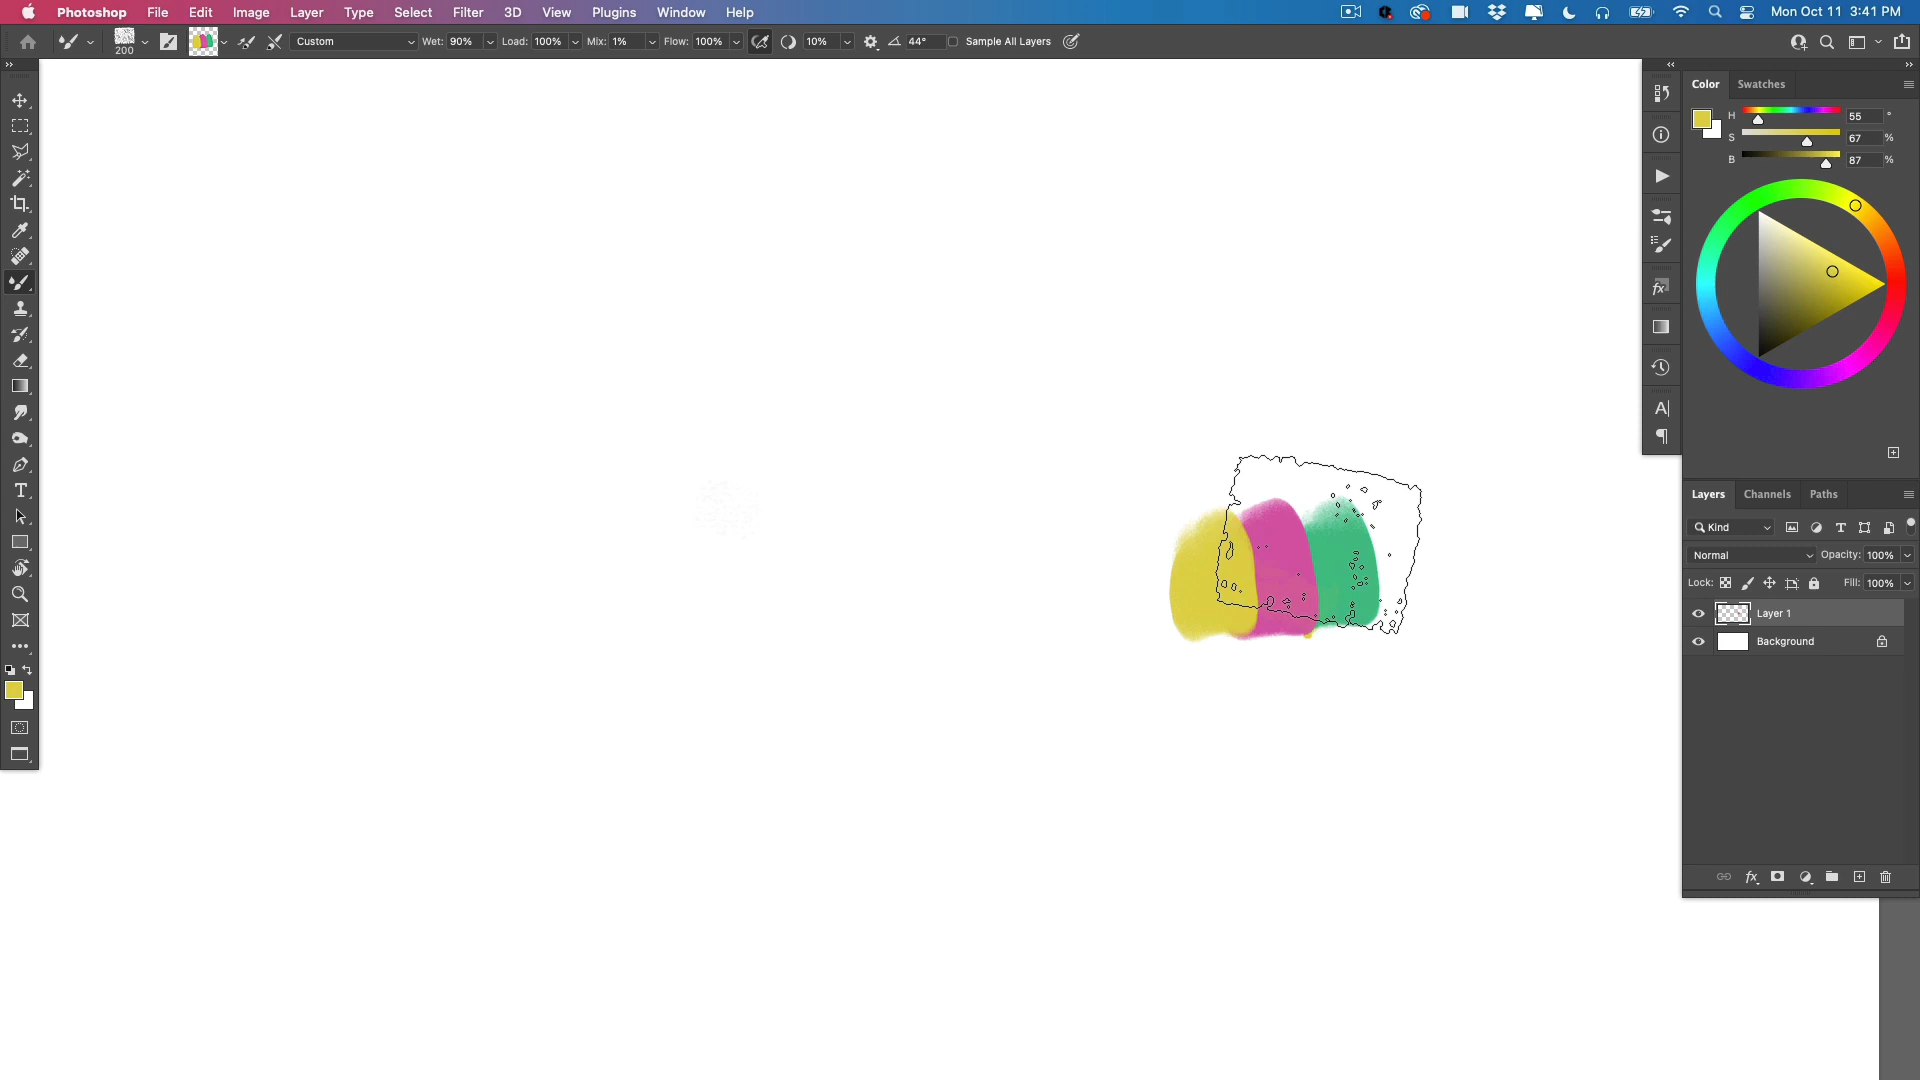 Photoshop File Edit Image Layer Type Select Filter 3D View Plugins Window Help Mon Oct 11 3:41 PM
200 Custom Wet: 90% Load: 100% Mix: 1% Flow: 100% 10% 44° Sample All Layers
Color Swatches
H 55 °
S 67 %
B 87 %
Layers Channels Paths
Kind
Normal Opacity: 100%
Lock: Fill: 100%
Layer 1
Background